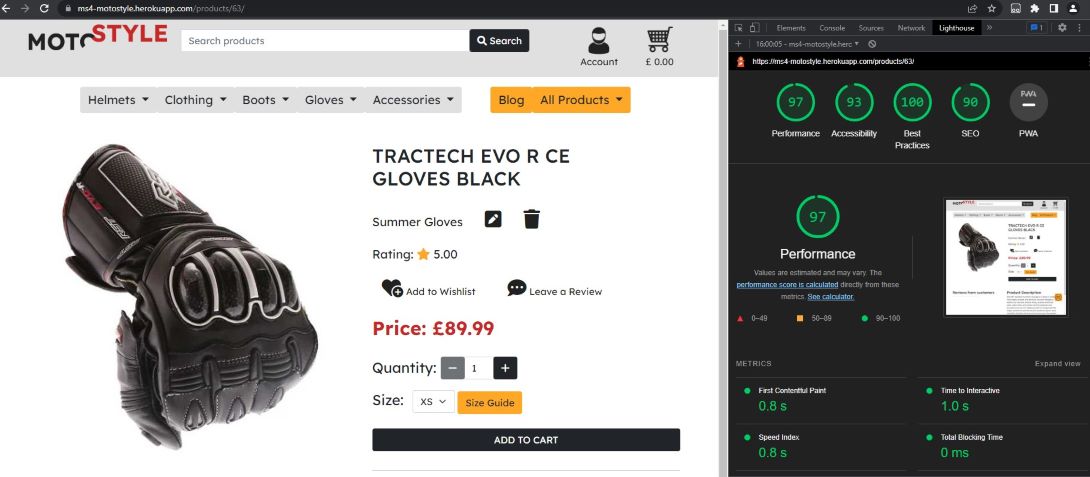 ms4-motostyle.herokuapp.com/products/63/
MOTOSTYLE
Search products
Search
Account
£ 0.00
Helmets
Clothing
Boots
Gloves
Accessories
Blog
All Products
TRACTECH EVO R CE
GLOVES BLACK
Summer Gloves
Rating: 5.00
Add to Wishlist
Leave a Review
Price: £89.99
Quantity: − 1 +
Size: XS
Size Guide
ADD TO CART
Elements
Console
Sources
Network
Lighthouse
»
1
+
16:00:05 - ms4-motostyle.herc
https://ms4-motostyle.herokuapp.com/products/63/
97
Performance
93
Accessibility
100
Best
Practices
90
SEO
PWA
PWA
97
Performance
Values are estimated and may vary. The
performance score is calculated directly from these
metrics. See calculator.
0–49
50–89
90–100
METRICS
Expand view
First Contentful Paint
0.8 s
Time to Interactive
1.0 s
Speed Index
0.8 s
Total Blocking Time
0 ms